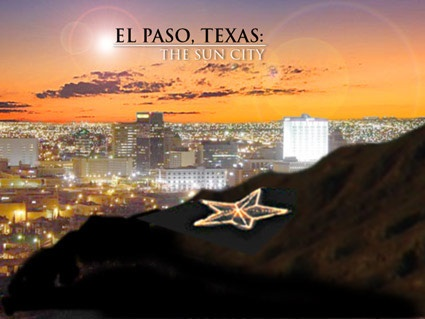 EL PASO, TEXAS:
THE SUN CITY